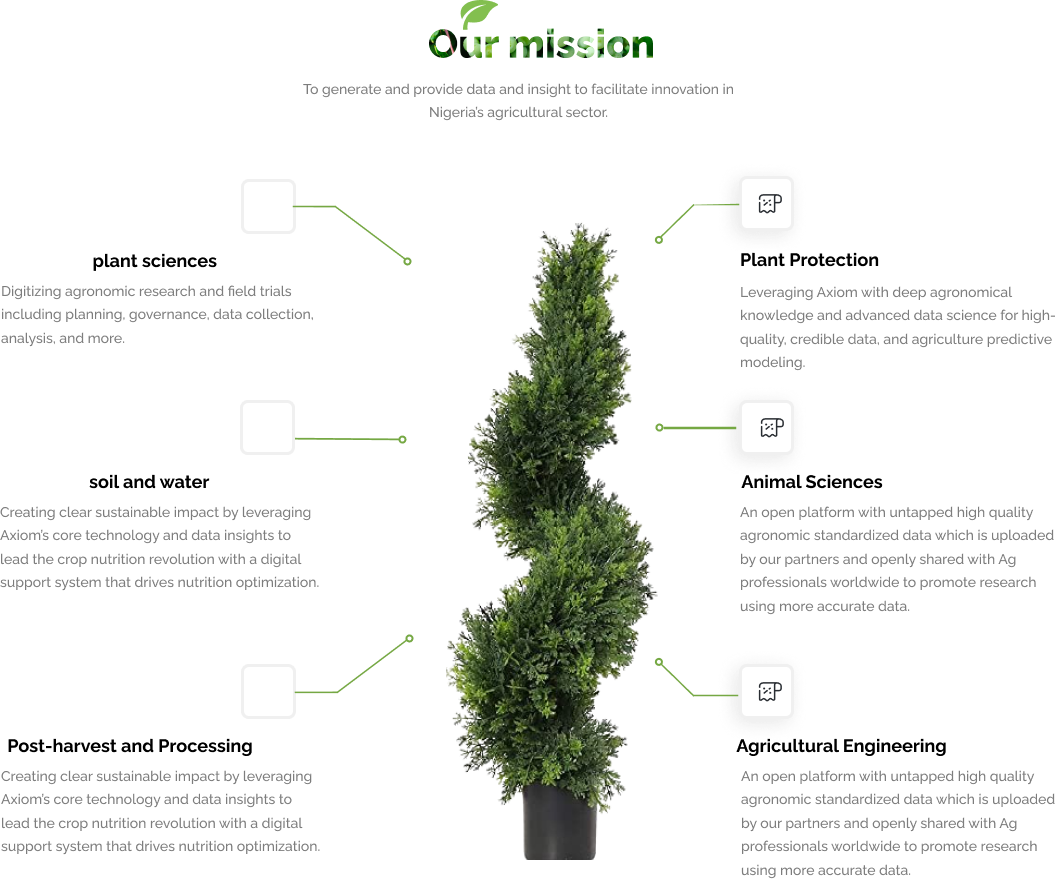 Our mission
To generate and provide data and insight to facilitate innovation in
Nigeria's agricultural sector.
plant sciences
Digitizing agronomic research and field trials
including planning, governance, data collection,
analysis, and more.
soil and water
Creating clear sustainable impact by leveraging
Axiom's core technology and data insights to
lead the crop nutrition revolution with a digital
support system that drives nutrition optimization.
Post-harvest and Processing
Creating clear sustainable impact by leveraging
Axiom's core technology and data insights to
lead the crop nutrition revolution with a digital
support system that drives nutrition optimization.
Plant Protection
Leveraging Axiom with deep agronomical
knowledge and advanced data science for high-
quality, credible data, and agriculture predictive
modeling.
Animal Sciences
An open platform with untapped high quality
agronomic standardized data which is uploaded
by our partners and openly shared with Ag
professionals worldwide to promote research
using more accurate data.
Agricultural Engineering
An open platform with untapped high quality
agronomic standardized data which is uploaded
by our partners and openly shared with Ag
professionals worldwide to promote research
using more accurate data.